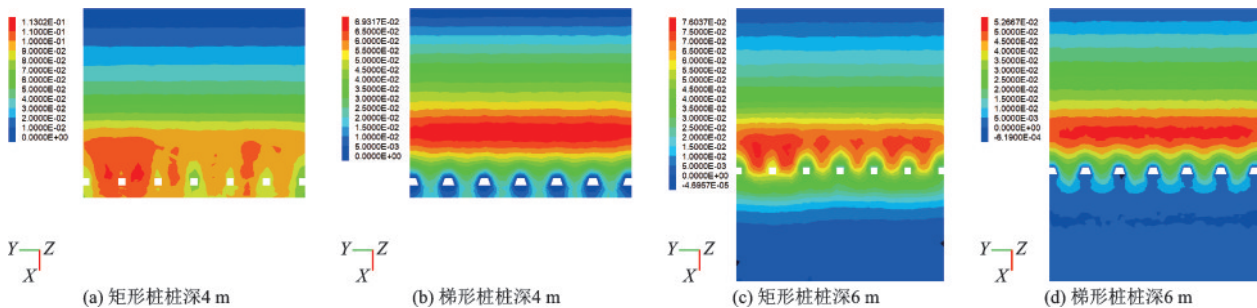 1.1302E-01
1.1000E-01
1.0000E-01
9.0000E-02
8.0000E-02
7.0000E-02
6.0000E-02
5.0000E-02
4.0000E-02
3.0000E-02
2.0000E-02
1.0000E-02
0.0000E+00
Y Z
X
(a) 矩形桩桩深4 m
6.9317E-02
6.5000E-02
6.0000E-02
5.5000E-02
5.0000E-02
4.5000E-02
4.0000E-02
3.5000E-02
3.0000E-02
2.5000E-02
2.0000E-02
1.5000E-02
1.0000E-02
5.0000E-03
0.0000E+00
Y Z
X
(b) 梯形桩桩深4 m
7.6037E-02
7.5000E-02
7.0000E-02
6.5000E-02
6.0000E-02
5.5000E-02
5.0000E-02
4.5000E-02
4.0000E-02
3.5000E-02
3.0000E-02
2.5000E-02
2.0000E-02
1.5000E-02
1.0000E-02
5.0000E-03
0.0000E+00
-4.6957E-05
Y Z
X
(c) 矩形桩桩深6 m
5.2667E-02
5.0000E-02
4.5000E-02
4.0000E-02
3.5000E-02
3.0000E-02
2.5000E-02
2.0000E-02
1.5000E-02
1.0000E-02
5.0000E-03
0.0000E+00
-6.1900E-04
Y Z
X
(d) 梯形桩桩深6 m